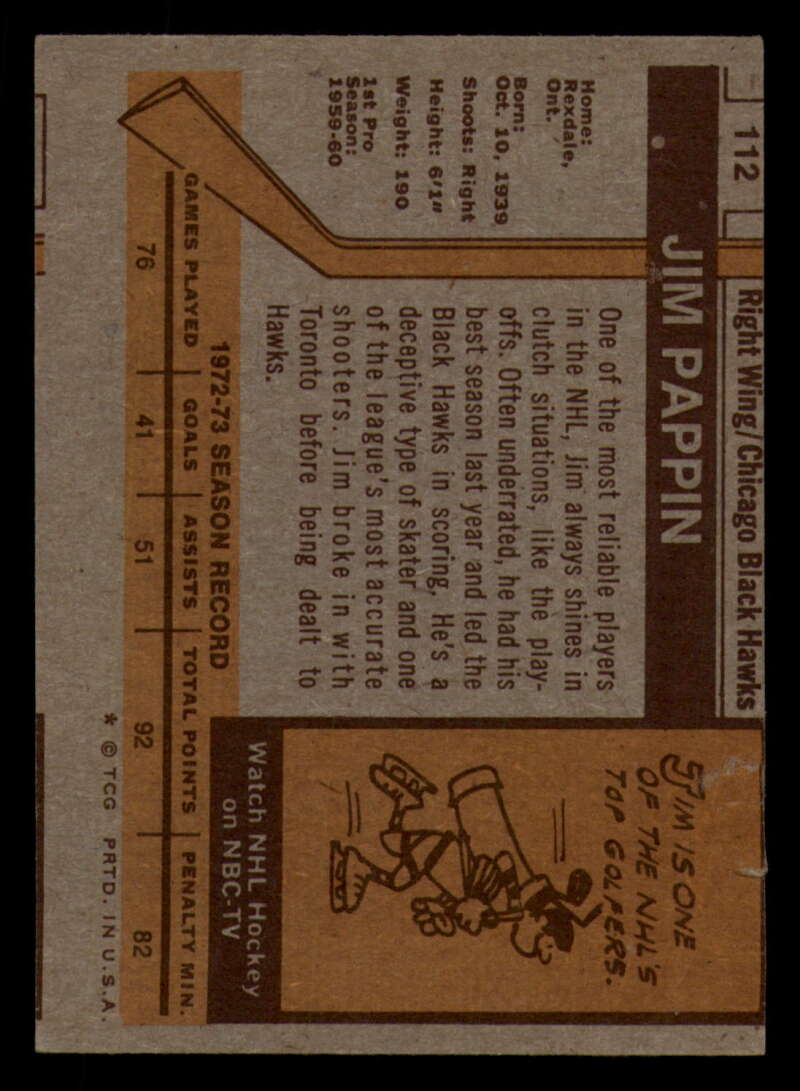 112
Right Wing/Chicago Black Hawks
JIM PAPPIN
Home:
Rexdale,
Ont.
Born:
Oct. 10, 1939
Shoots: Right
Height: 6'1"
Weight: 190
1st Pro
Season:
1959-60
One of the most reliable players
in the NHL, Jim always shines in
clutch situations, like the play-
offs. Often underrated, he had his
best season last year and led the
Black Hawks in scoring. He's a
deceptive type of skater and one
of the league's most accurate
shooters. Jim broke in with
Toronto before being dealt to
Hawks.
JIM IS ONE
OF THE NHL'S
TOP GOLFERS.
Watch NHL Hockey
on NBC-TV
1972-73 SEASON RECORD
GAMES PLAYED GOALS ASSISTS TOTAL POINTS PENALTY MIN.
76 41 51 92 82
* © TCG PRTD. IN U.S.A.